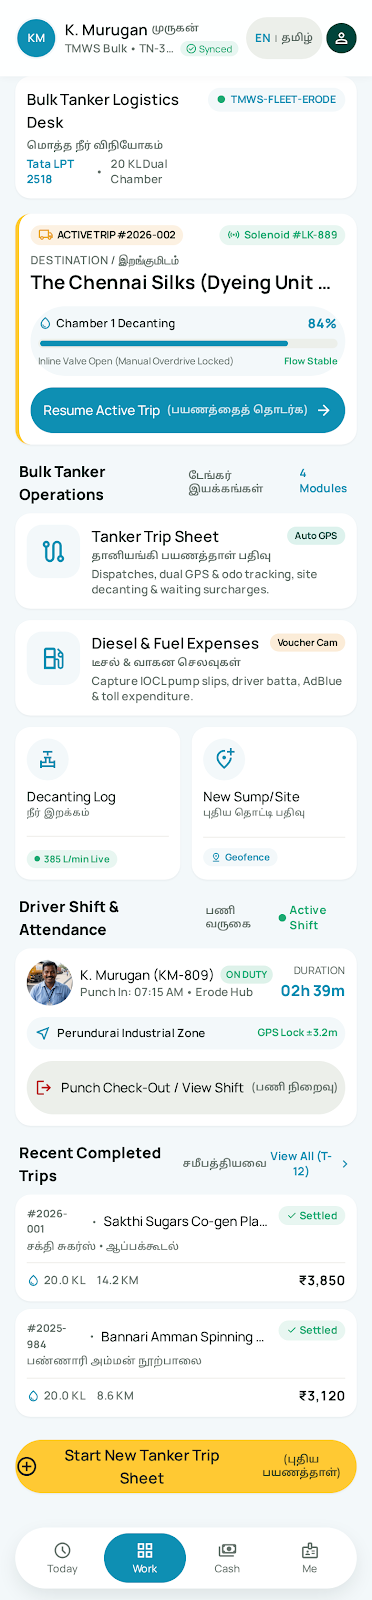 KM
K. Murugan முருகன்
TMWS Bulk • TN-3...
Synced
EN | தமிழ்
Bulk Tanker Logistics
Desk
TMWS-FLEET-ERODE
மொத்த நீர் விநியோகம்
Tata LPT
2518
•
20 KL Dual
Chamber
ACTIVE TRIP #2026-002
Solenoid #LK-889
DESTINATION / இறங்குமிடம்
The Chennai Silks (Dyeing Unit ...
Chamber 1 Decanting
84%
Inline Valve Open (Manual Overdrive Locked)
Flow Stable
Resume Active Trip (பயணத்தைத் தொடர்க)
Bulk Tanker
Operations
டேங்கர்
இயக்கங்கள்
4
Modules
Tanker Trip Sheet
Auto GPS
தானியங்கி பயணத்தாள் பதிவு
Dispatches, dual GPS & odo tracking, site
decanting & waiting surcharges.
Diesel & Fuel Expenses
Voucher Cam
டீசல் & வாகன செலவுகள்
Capture IOCL pump slips, driver batta, AdBlue
& toll expenditure.
Decanting Log
நீர் இறக்கம்
385 L/min Live
New Sump/Site
புதிய தொட்டி பதிவு
Geofence
Driver Shift &
Attendance
பணி
வருகை
Active
Shift
K. Murugan (KM-809)
ON DUTY
Punch In: 07:15 AM • Erode Hub
DURATION
02h 39m
Perundurai Industrial Zone
GPS Lock ±3.2m
Punch Check-Out / View Shift (பணி நிறைவு)
Recent Completed
Trips
சமீபத்தியவை
View All (T-
12)
#2026-
001
• Sakthi Sugars Co-gen Pla...
Settled
சக்தி சுகர்ஸ் • ஆப்பக்கூடல்
20.0 KL 14.2 KM
₹3,850
#2025-
984
• Bannari Amman Spinning ...
Settled
பண்ணாரி அம்மன் நூற்பாலை
20.0 KL 8.6 KM
₹3,120
Start New Tanker Trip
Sheet
(புதிய
பயணத்தாள்)
Today
Work
Cash
Me